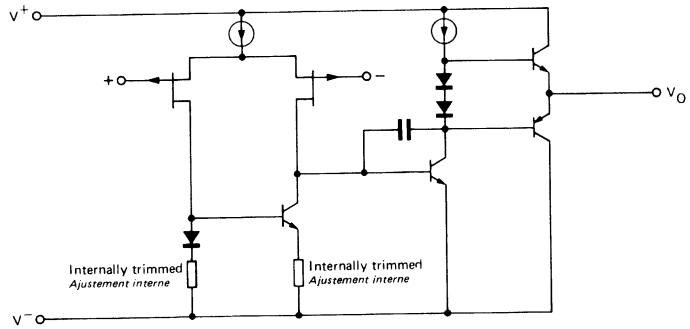 V+
+
-
VO
Internally trimmed
Ajustement interne
Internally trimmed
Ajustement interne
V-